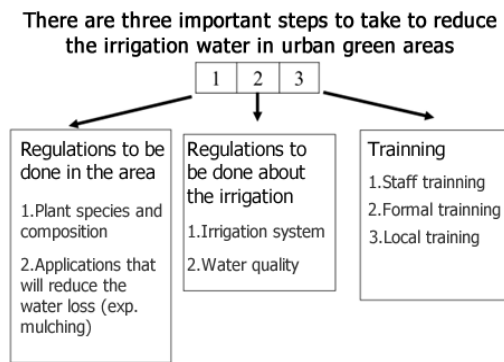 There are three important steps to take to reduce
the irrigation water in urban green areas
1 2 3
Regulations to be
done in the area
1.Plant species and
composition
2.Applications that
will reduce the
water loss (exp.
mulching)
Regulations to
be done about
the irrigation
1.Irrigation system
2.Water quality
Trainning
1.Staff trainning
2.Formal trainning
3.Local training